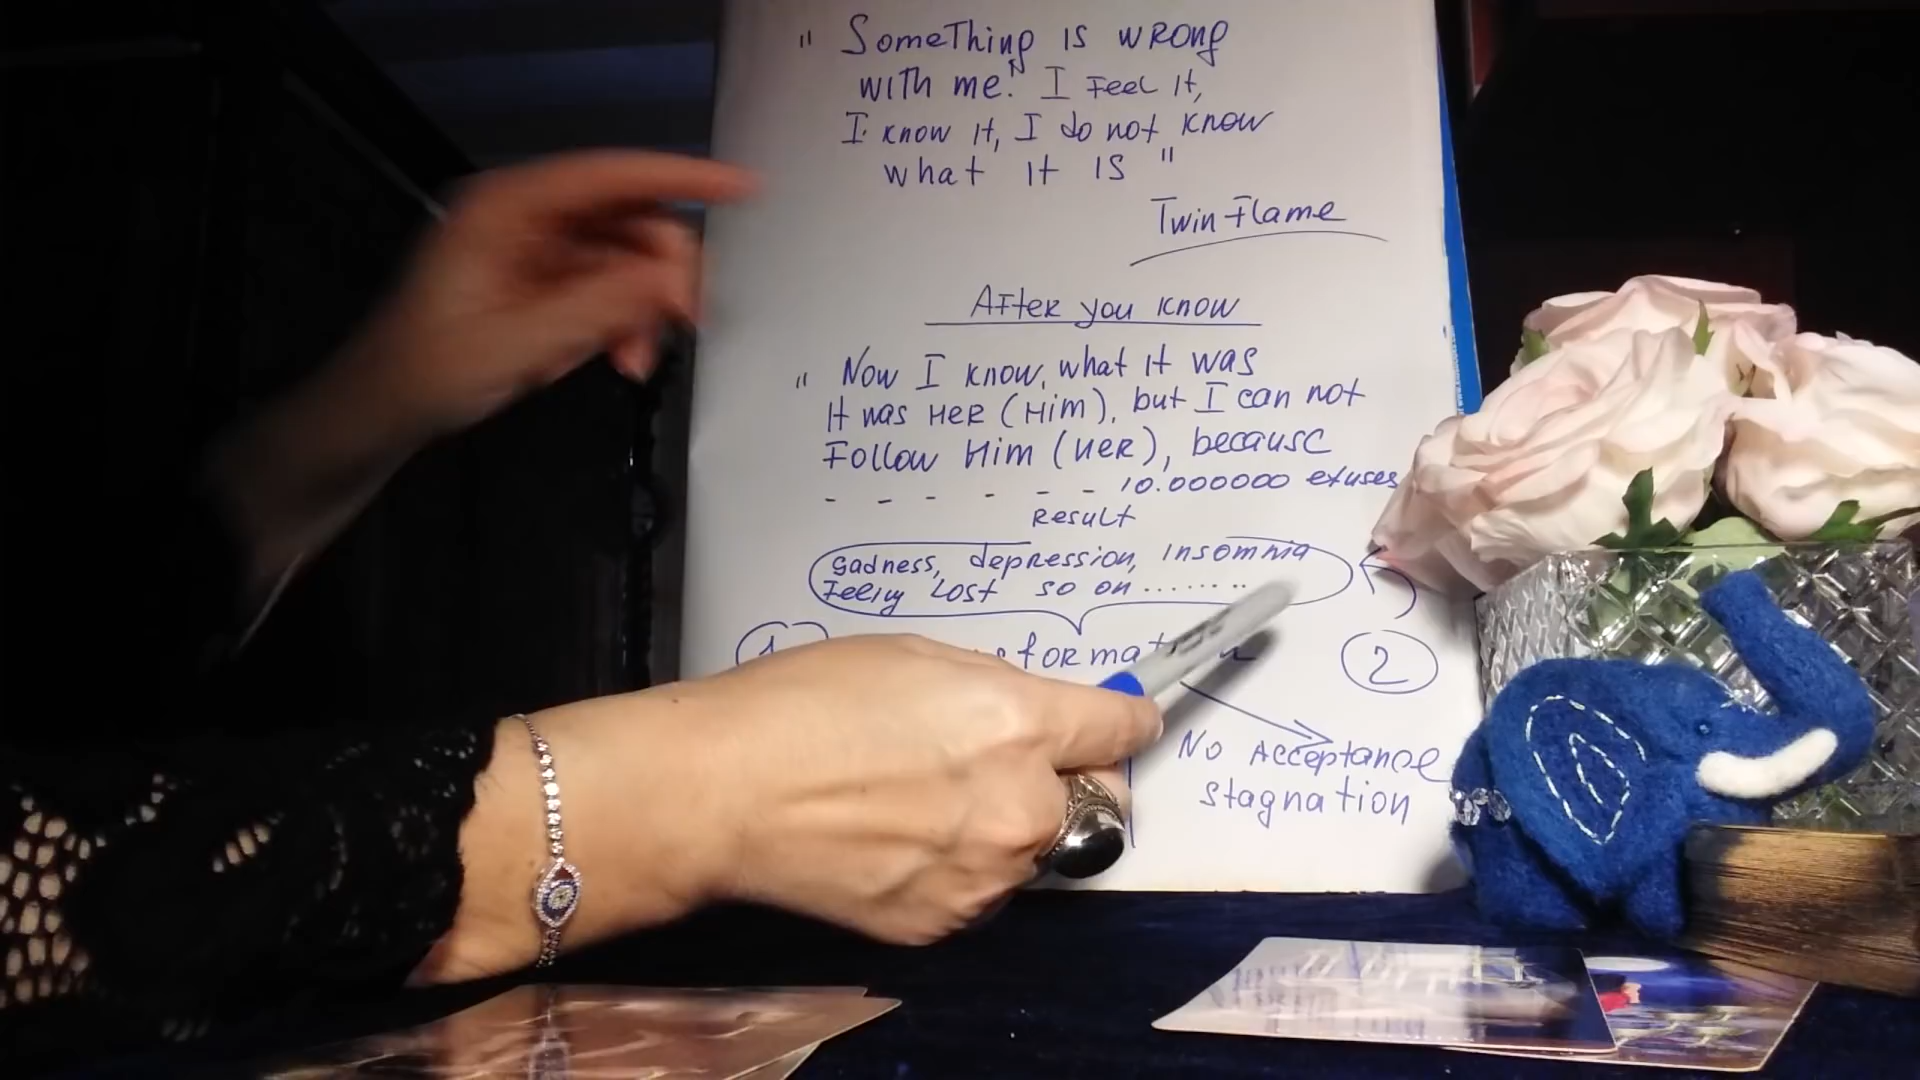 " Something is wrong
with me." I Feel it,
I know it, I do not know
what it is "
Twin Flame
After you know
" Now I know, what it was
It was Her (Him), but I can not
Follow Him (Her), because
- - - - - - 10.000000 exuses
Result
Sadness, depression, insomnia
Feeling Lost so on ........
1
2
No Acceptance
stagnation